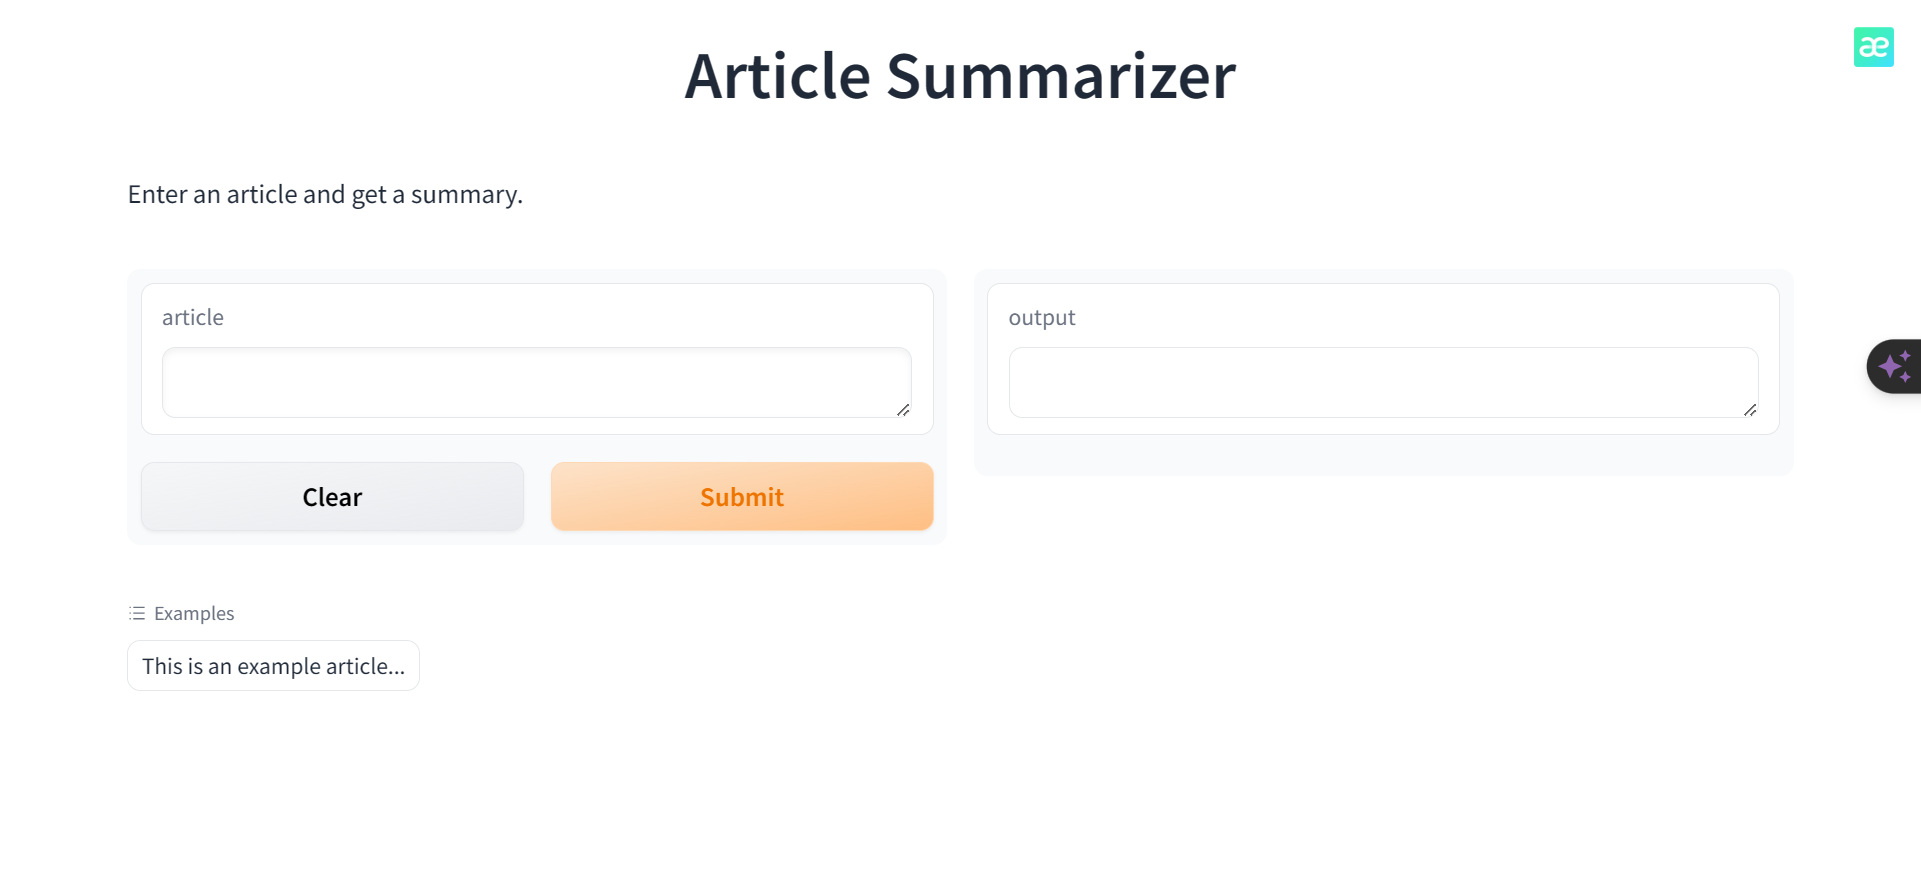 Article Summarizer
æ
Enter an article and get a summary.
article
output
Clear
Submit
Examples
This is an example article...